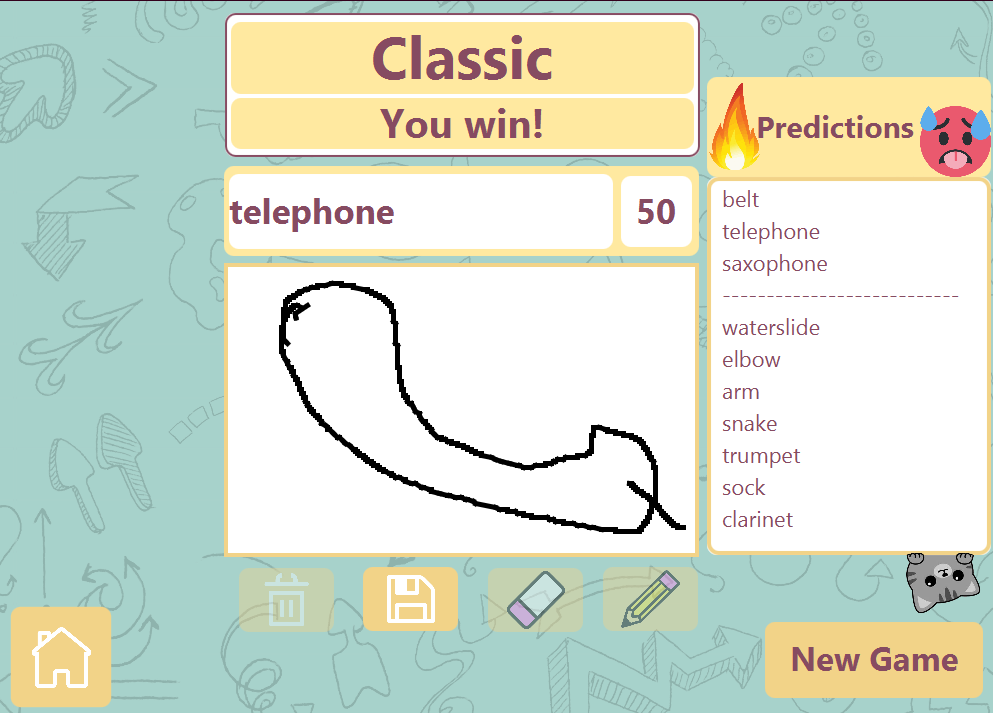 Classic
You win!
telephone
50
Predictions
belt
telephone
saxophone
---------------------------
waterslide
elbow
arm
snake
trumpet
sock
clarinet
New Game